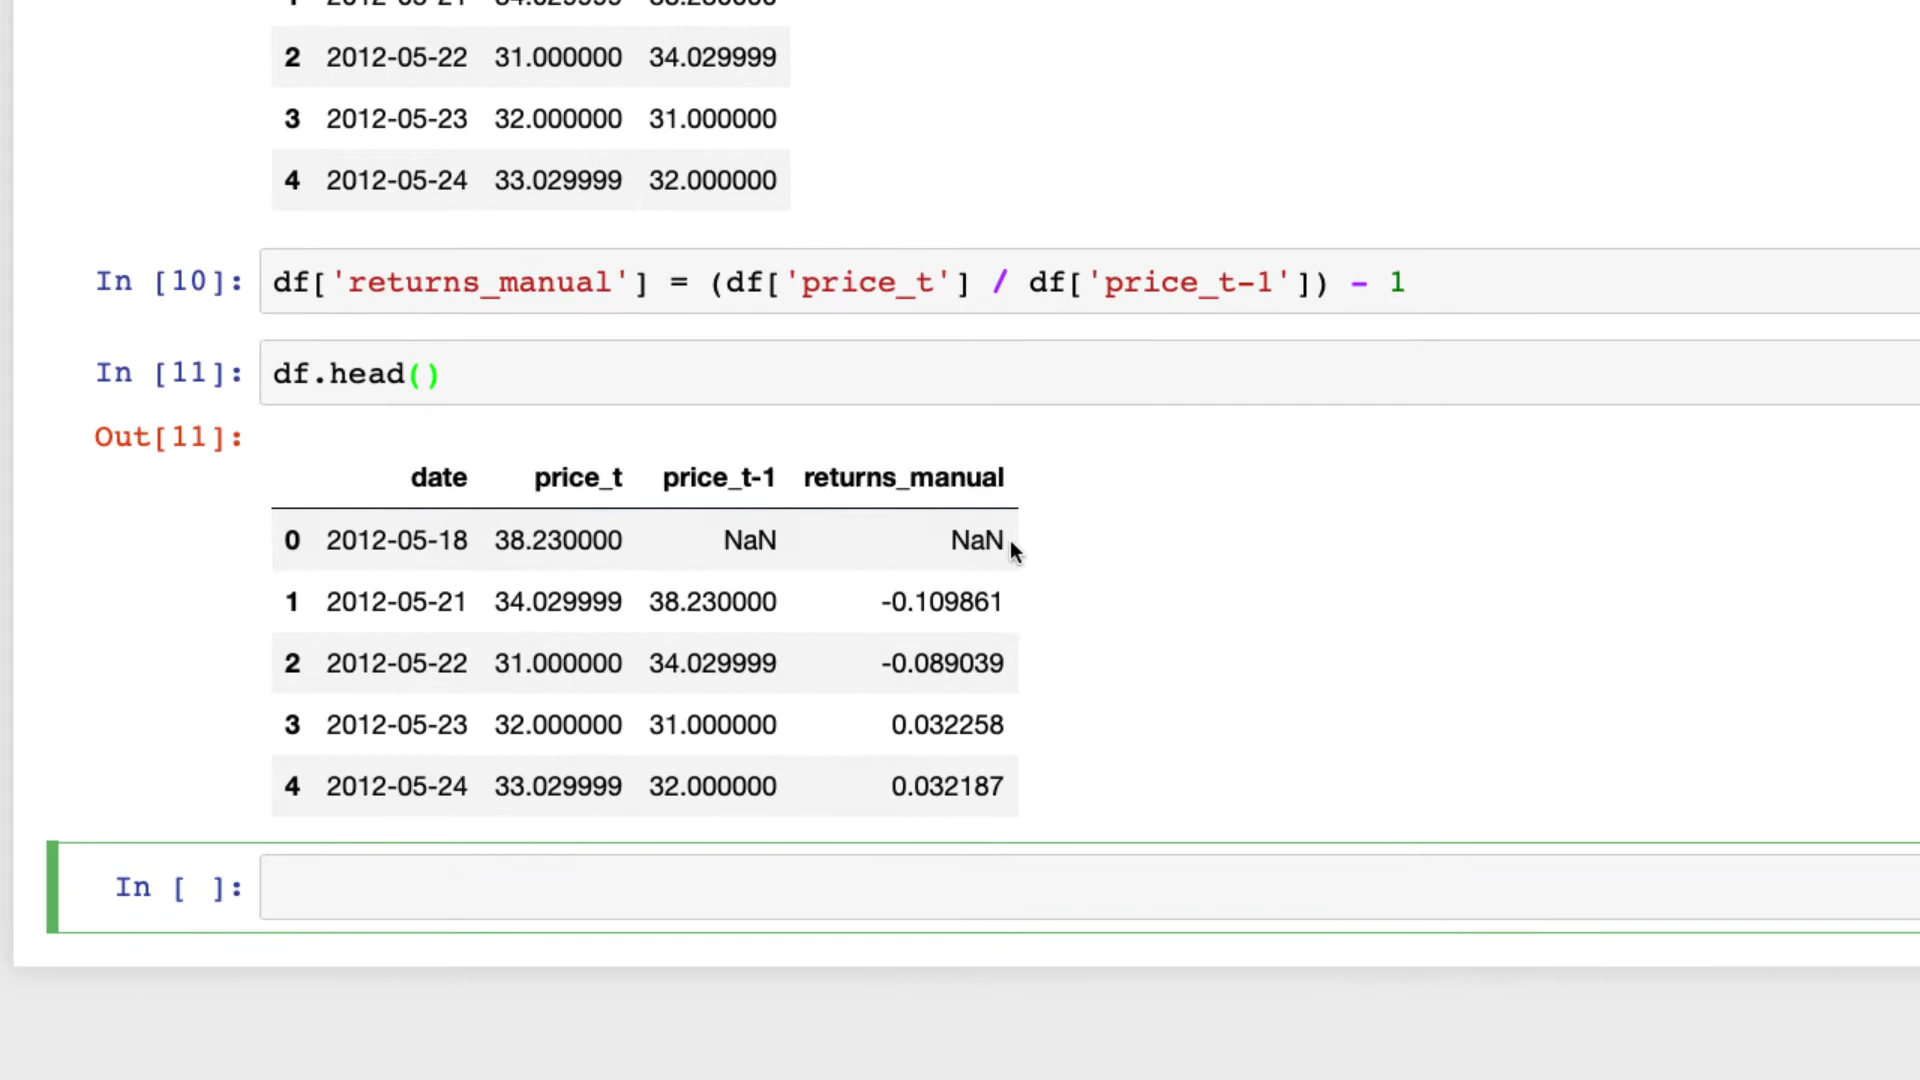 2 2012-05-22 31.000000 34.029999
3 2012-05-23 32.000000 31.000000
4 2012-05-24 33.029999 32.000000
In [10]: df['returns_manual'] = (df['price_t'] / df['price_t-1']) - 1
In [11]: df.head()
Out[11]:
date price_t price_t-1 returns_manual
0 2012-05-18 38.230000 NaN NaN
1 2012-05-21 34.029999 38.230000 -0.109861
2 2012-05-22 31.000000 34.029999 -0.089039
3 2012-05-23 32.000000 31.000000 0.032258
4 2012-05-24 33.029999 32.000000 0.032187
In [ ]: